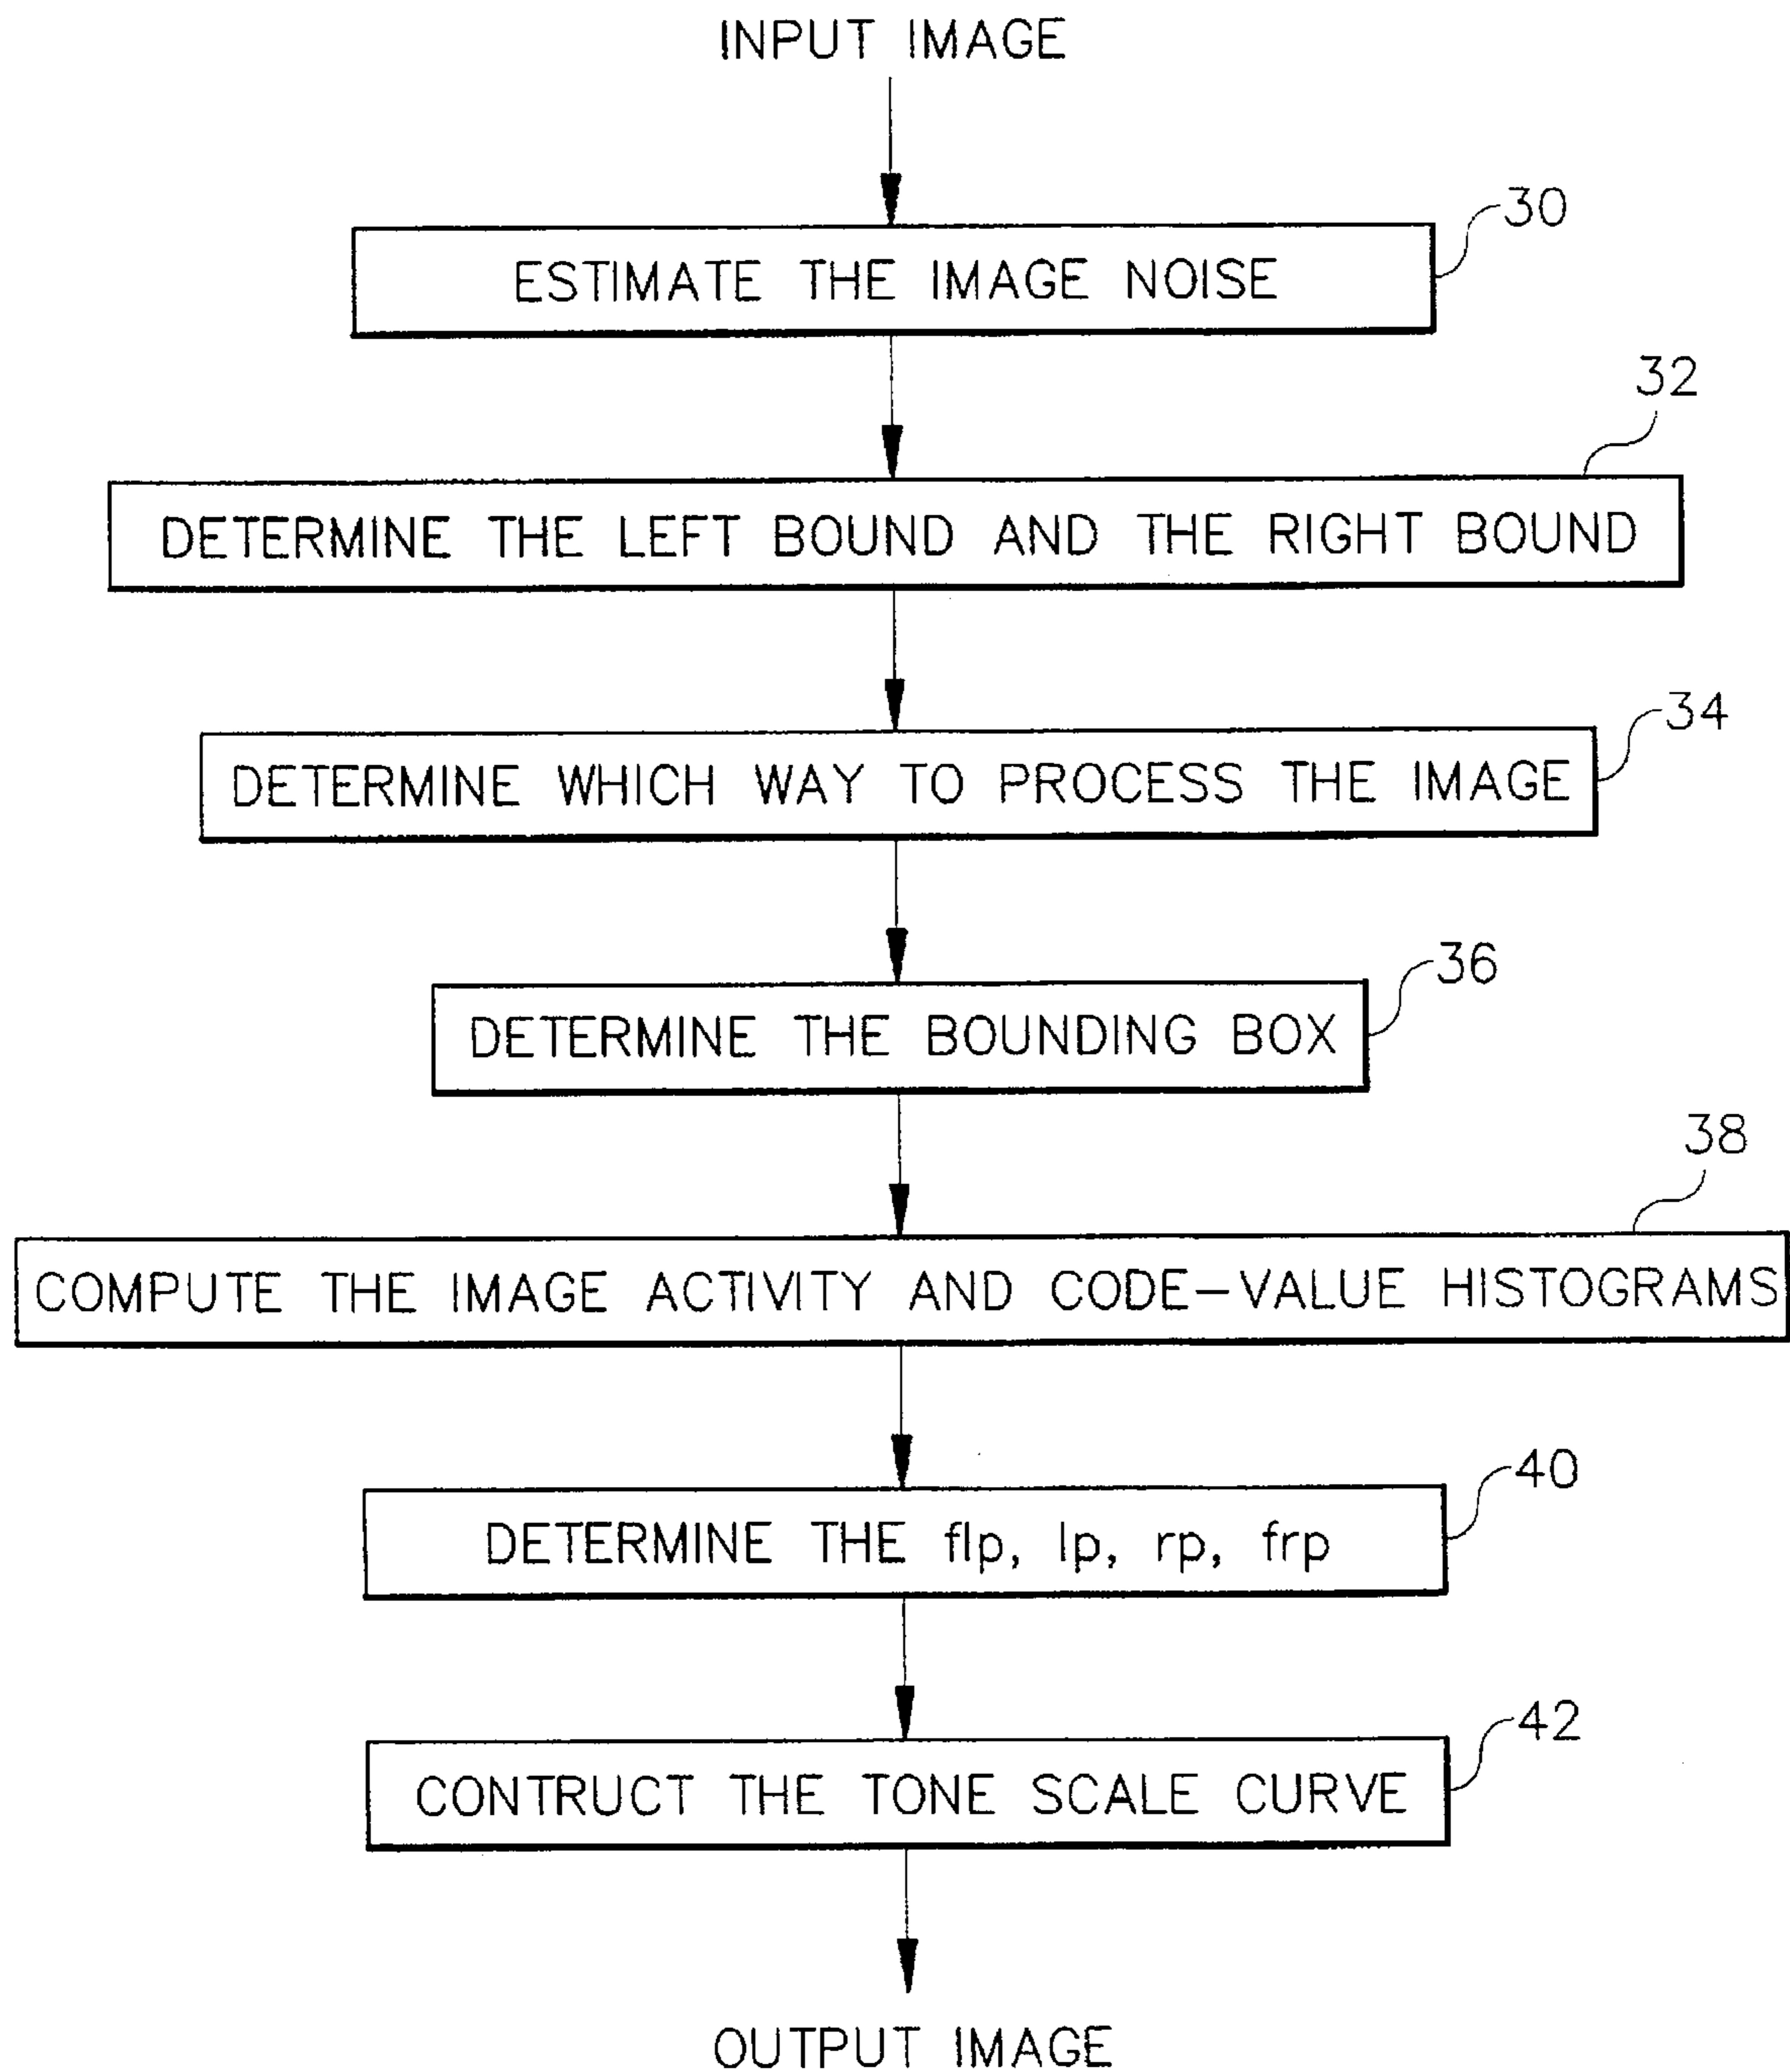 INPUT IMAGE
30
ESTIMATE THE IMAGE NOISE
32
DETERMINE THE LEFT BOUND AND THE RIGHT BOUND
34
DETERMINE WHICH WAY TO PROCESS THE IMAGE
36
DETERMINE THE BOUNDING BOX
38
COMPUTE THE IMAGE ACTIVITY AND CODE-VALUE HISTOGRAMS
40
DETERMINE THE flp, lp, rp, frp
42
CONTRUCT THE TONE SCALE CURVE
OUTPUT IMAGE